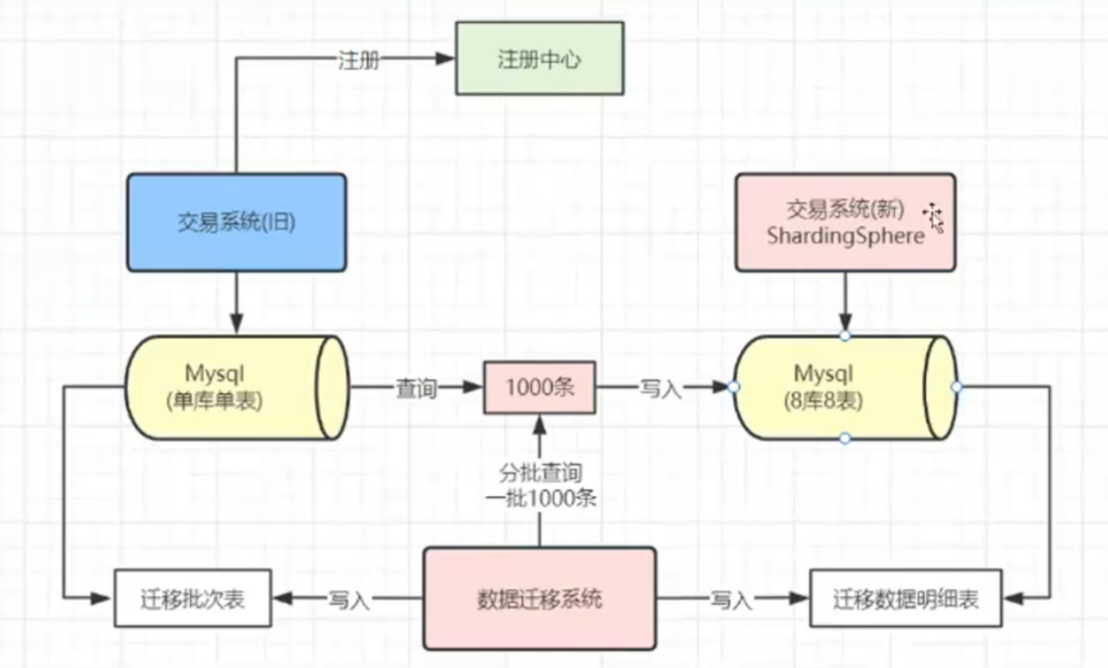 注册
注册中心
交易系统(旧)
交易系统(新)
ShardingSphere
Mysql
(单库单表)
查询
1000条
写入
Mysql
(8库8表)
分批查询
一批1000条
迁移批次表
写入
数据迁移系统
写入
迁移数据明细表